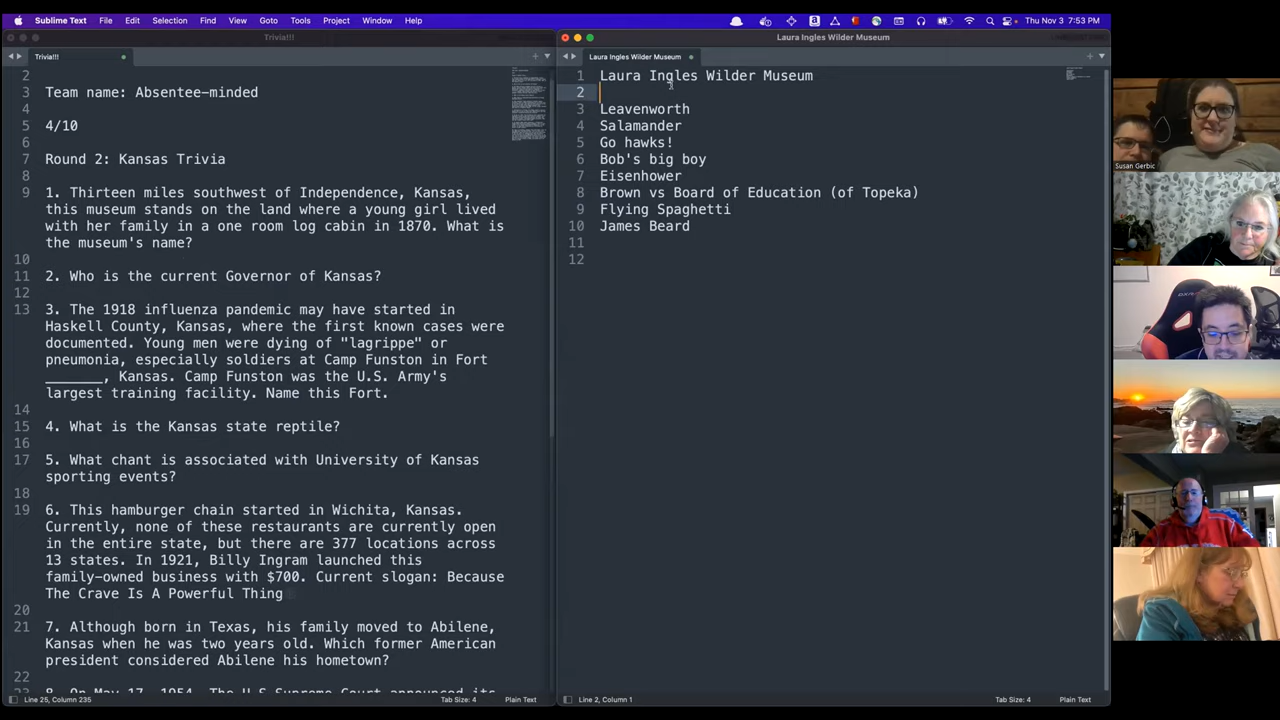 Sublime Text File Edit Selection Find View Goto Tools Project Window Help Thu Nov 3 7:53 PM
Trivia!!!
Trivia!!!
2
3 Team name: Absentee-minded
4
5 4/10
6
7 Round 2: Kansas Trivia
8
9 1. Thirteen miles southwest of Independence, Kansas,
this museum stands on the land where a young girl lived
with her family in a one room log cabin in 1870. What is
the museum's name?
10
11 2. Who is the current Governor of Kansas?
12
13 3. The 1918 influenza pandemic may have started in
Haskell County, Kansas, where the first known cases were
documented. Young men were dying of "lagrippe" or
pneumonia, especially soldiers at Camp Funston in Fort
_______, Kansas. Camp Funston was the U.S. Army's
largest training facility. Name this Fort.
14
15 4. What is the Kansas state reptile?
16
17 5. What chant is associated with University of Kansas
sporting events?
18
19 6. This hamburger chain started in Wichita, Kansas.
Currently, none of these restaurants are currently open
in the entire state, but there are 377 locations across
13 states. In 1921, Billy Ingram launched this
family-owned business with $700. Current slogan: Because
The Crave Is A Powerful Thing
20
21 7. Although born in Texas, his family moved to Abilene,
Kansas when he was two years old. Which former American
president considered Abilene his hometown?
22
23 8. On May 17, 1954, The U.S Supreme Court announced its
Line 25, Column 235 Tab Size: 4 Plain Text
Laura Ingles Wilder Museum
Laura Ingles Wilder Museum
1 Laura Ingles Wilder Museum
2
3 Leavenworth
4 Salamander
5 Go hawks!
6 Bob's big boy
7 Eisenhower
8 Brown vs Board of Education (of Topeka)
9 Flying Spaghetti
10 James Beard
11
12
Line 2, Column 1 Tab Size: 4 Plain Text
Susan Gerbic